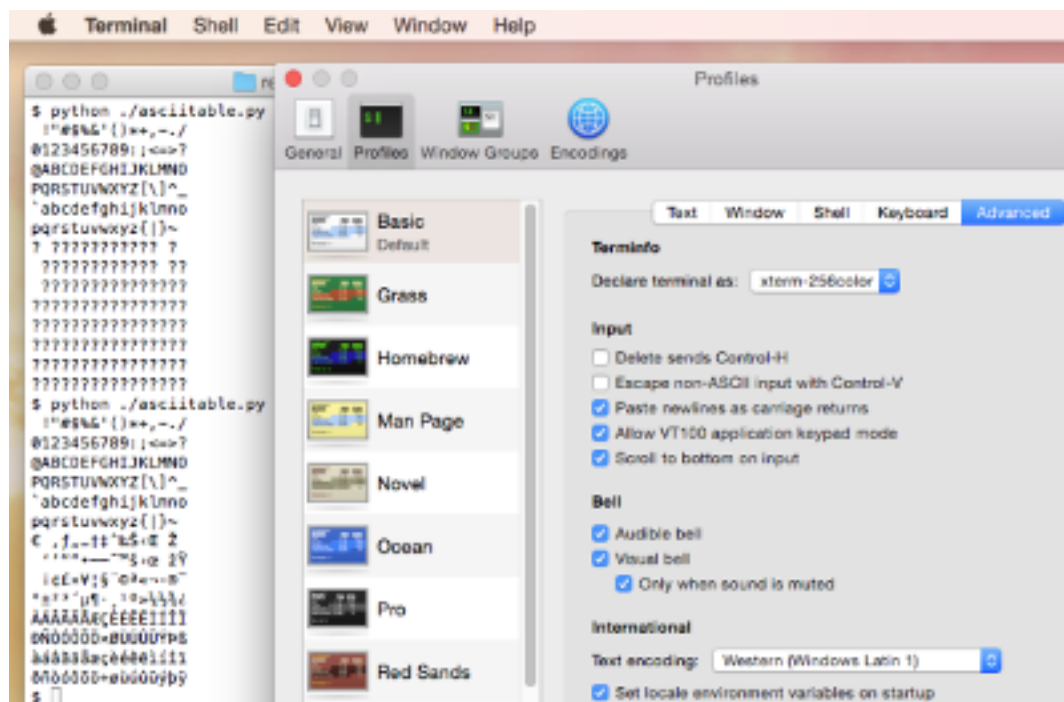 Terminal Shell Edit View Window Help
re
Profiles
$ python ./asciitable.py
!"#$%&'()*+,-./
0123456789:;<=>?
@ABCDEFGHIJKLMNO
PQRSTUVWXYZ[\]^_
`abcdefghijklmno
pqrstuvwxyz{|}~
? ??????????? ?
???????????? ??
???????????????
????????????????
????????????????
????????????????
????????????????
????????????????
$ python ./asciitable.py
!"#$%&'()*+,-./
0123456789:;<=>?
@ABCDEFGHIJKLMNO
PQRSTUVWXYZ[\]^_
`abcdefghijklmno
pqrstuvwxyz{|}~
ÀÁÂÃÄÅÆÇÈÉÊËÌÍÎÏ
ÐÑÒÓÔÕÖ×ØÙÚÛÜÝÞß
àáâãäåæçèéêëìíîï
ðñòóôõö÷øùúûüýþÿ
$
General Profiles Window Groups Encodings
Basic
Default
Grass
Homebrew
Man Page
Novel
Ocean
Pro
Red Sands
Text Window Shell Keyboard Advanced
Terminfo
Declare terminal as: xterm-256color
Input
Delete sends Control-H
Escape non-ASCII input with Control-V
Paste newlines as carriage returns
Allow VT100 application keypad mode
Scroll to bottom on input
Bell
Audible bell
Visual bell
Only when sound is muted
International
Text encoding: Western (Windows Latin 1)
Set locale environment variables on startup